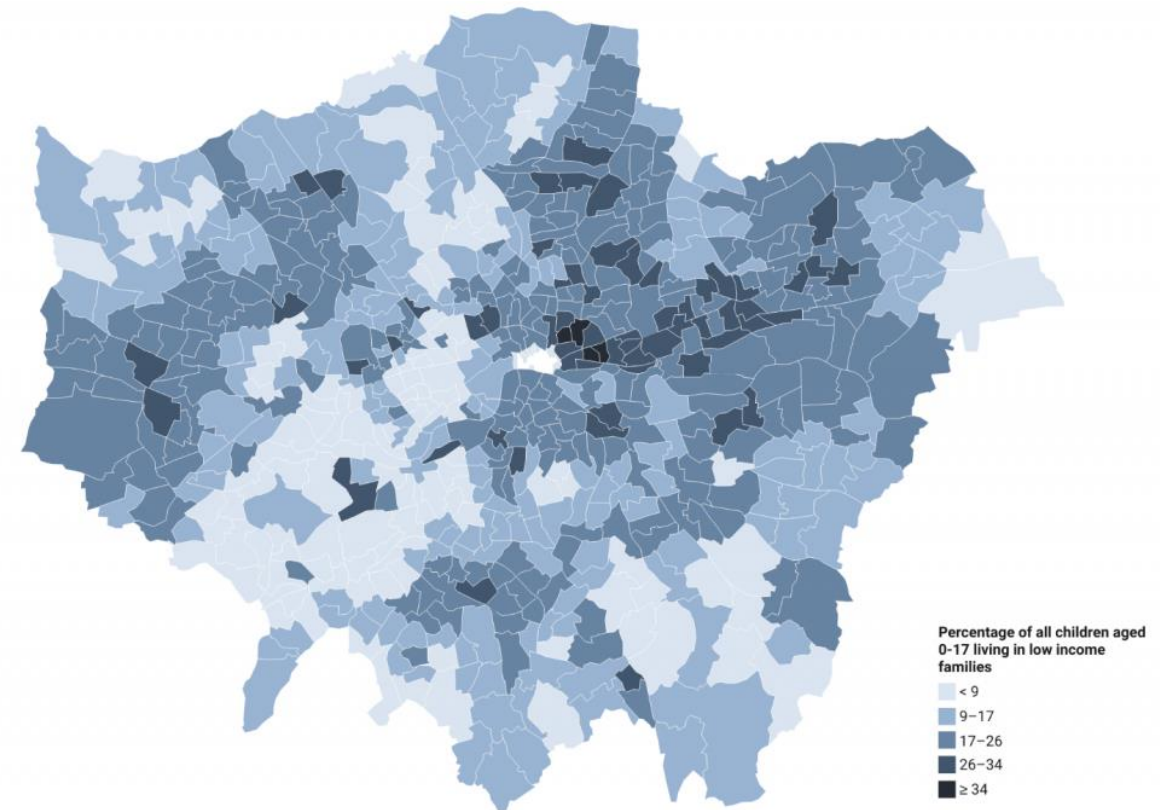 Percentage of all children aged
0-17 living in low income
families
< 9
9–17
17–26
26–34
≥ 34